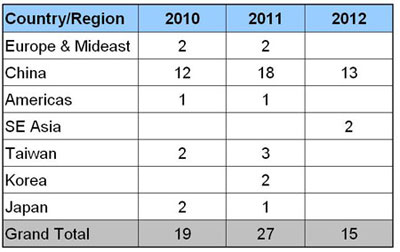 Country/Region 2010 2011 2012
Europe & Mideast 2 2
China 12 18 13
Americas 1 1
SE Asia 2
Taiwan 2 3
Korea 2
Japan 2 1
Grand Total 19 27 15